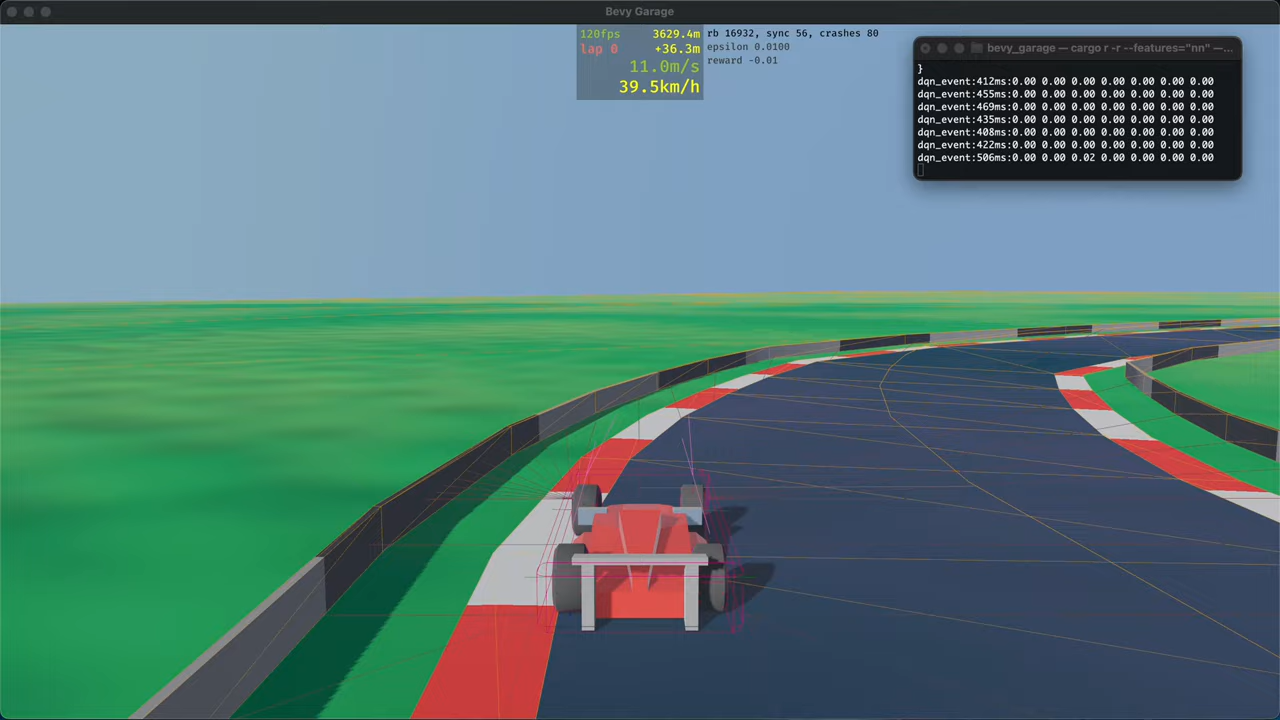 Bevy Garage
120fps 3629.4m
lap 0 +36.3m
11.0m/s
39.5km/h
rb 16932, sync 56, crashes 80
epsilon 0.0100
reward -0.01
bevy_garage — cargo r -r --features="nn" —...
}
dqn_event:412ms:0.00 0.00 0.00 0.00 0.00 0.00 0.00
dqn_event:455ms:0.00 0.00 0.00 0.00 0.00 0.00 0.00
dqn_event:469ms:0.00 0.00 0.00 0.00 0.00 0.00 0.00
dqn_event:435ms:0.00 0.00 0.00 0.00 0.00 0.00 0.00
dqn_event:408ms:0.00 0.00 0.00 0.00 0.00 0.00 0.00
dqn_event:422ms:0.00 0.00 0.00 0.00 0.00 0.00 0.00
dqn_event:506ms:0.00 0.00 0.02 0.00 0.00 0.00 0.00